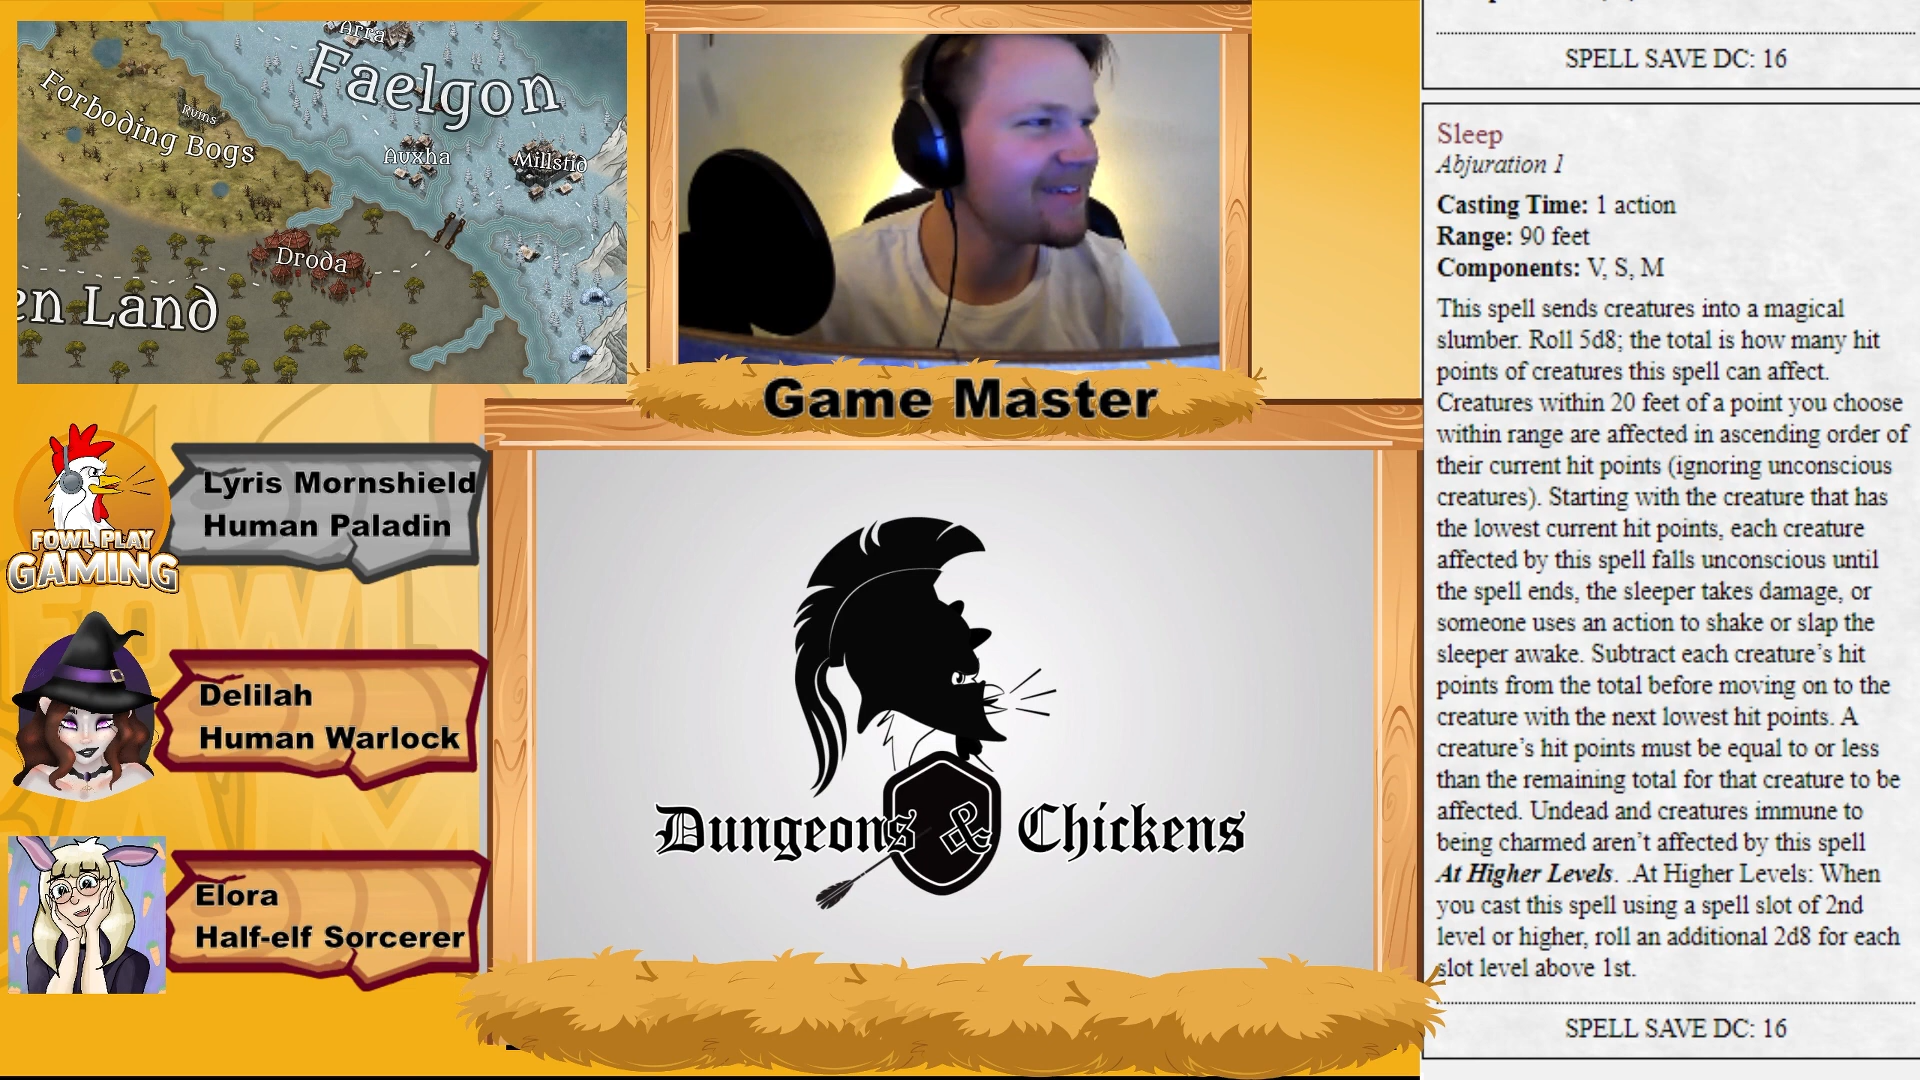 Arra
Faelgon
Forboding Bogs
Ruins
Auxha
Millstid
Droda
en Land
Game Master
FOWL PLAY
GAMING
Lyris Mornshield
Human Paladin
Delilah
Human Warlock
Elora
Half-elf Sorcerer
Dungeons & Chickens
SPELL SAVE DC: 16
Sleep
Abjuration 1
Casting Time: 1 action
Range: 90 feet
Components: V, S, M
This spell sends creatures into a magical
slumber. Roll 5d8; the total is how many hit
points of creatures this spell can affect.
Creatures within 20 feet of a point you choose
within range are affected in ascending order of
their current hit points (ignoring unconscious
creatures). Starting with the creature that has
the lowest current hit points, each creature
affected by this spell falls unconscious until
the spell ends, the sleeper takes damage, or
someone uses an action to shake or slap the
sleeper awake. Subtract each creature’s hit
points from the total before moving on to the
creature with the next lowest hit points. A
creature’s hit points must be equal to or less
than the remaining total for that creature to be
affected. Undead and creatures immune to
being charmed aren’t affected by this spell
At Higher Levels. .At Higher Levels: When
you cast this spell using a spell slot of 2nd
level or higher, roll an additional 2d8 for each
slot level above 1st.
SPELL SAVE DC: 16